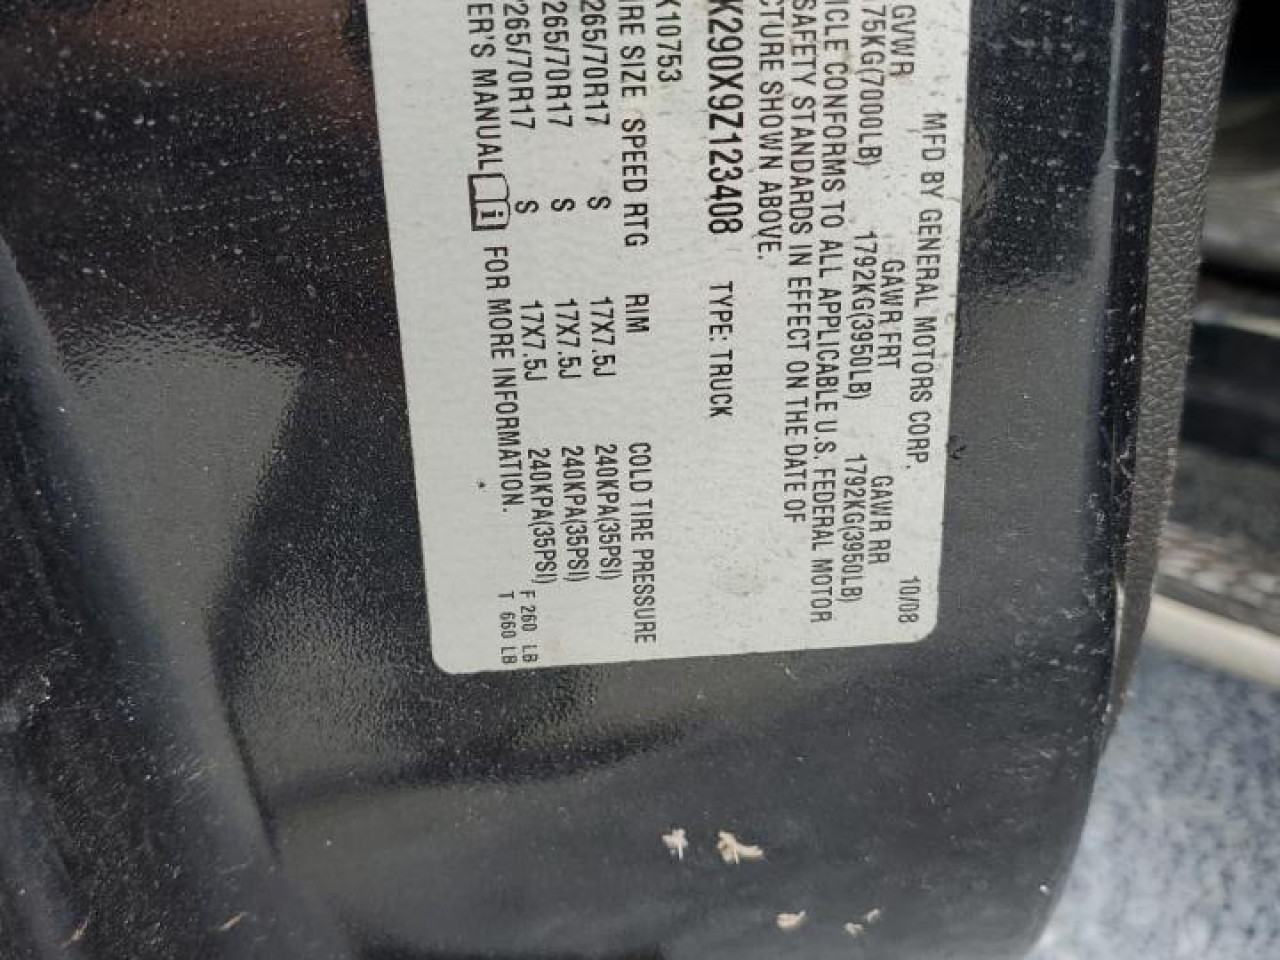 MFD BY GENERAL MOTORS CORP. 10/08
GVWR GAWR FRT GAWR RR
175KG(7000LB) 1792KG(3950LB) 1792KG(3950LB)
ICLE CONFORMS TO ALL APPLICABLE U.S. FEDERAL MOTOR
SAFETY STANDARDS IN EFFECT ON THE DATE OF
CTURE SHOWN ABOVE.
K290X9Z123408 TYPE: TRUCK
X10753
IRE SIZE SPEED RTG RIM COLD TIRE PRESSURE
265/70R17 S 17X7.5J 240KPA(35PSI)
265/70R17 S 17X7.5J 240KPA(35PSI)
265/70R17 S 17X7.5J 240KPA(35PSI) F 260 LB
ER'S MANUAL i FOR MORE INFORMATION. T 660 LB